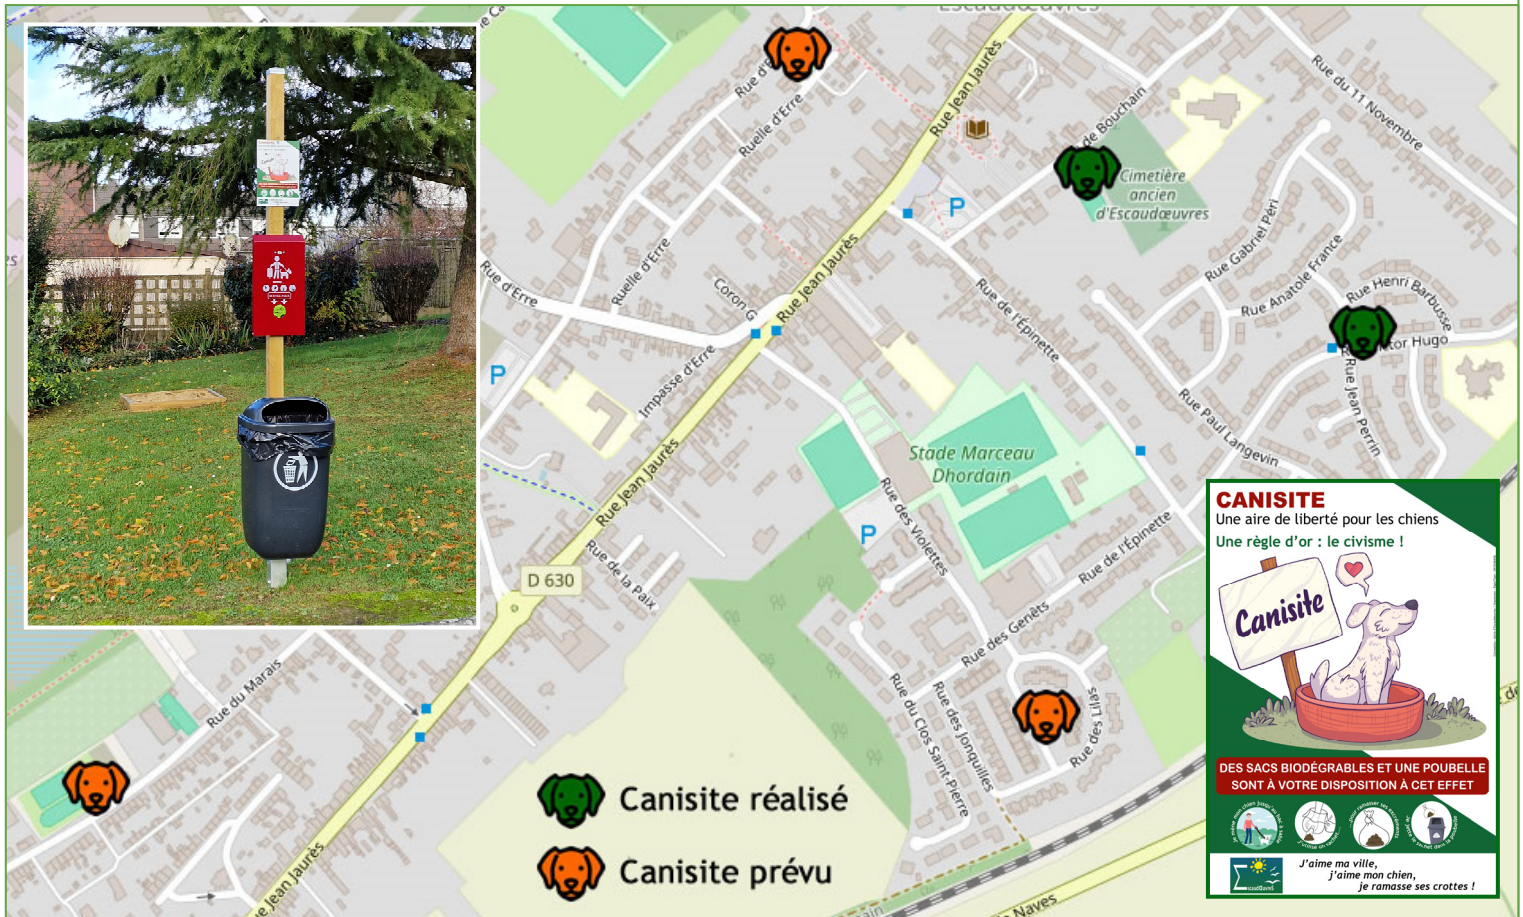 Escaudœuvres
Rue Jean Jaurès
Rue du 11 Novembre
de Bouchain
Rue d'E
Ruelle d'Erre
Cimetière
ancien
d'Escaudœuvres
P
Rue Gabriel Péri
Rue Anatole France
Rue Henri Barbusse
Ruelle d'Erre
Rue d'Erre
Coron G
Rue Jean Jaurès
Rue de l'Épinette
tor Hugo
Rue Jean Perrin
Impasse d'Erre
P
Rue Paul Langevin
Stade Marceau
Dhordain
Rue Jean Jaurès
P
Rue des Violettes
Rue de l'Épinette
D 630
Rue de la Paix
Rue des Genêts
Rue du Marais
Rue du Clos Saint-Pierre
Rue des Jonquilles
Rue des Lilas
ue Jean Jaurès
Naves
Canisite réalisé
Canisite prévu
CANISITE
Une aire de liberté pour les chiens
Une règle d'or : le civisme !
Canisite
DES SACS BIODÉGRABLES ET UNE POUBELLE
SONT À VOTRE DISPOSITION À CET EFFET
J'aime ma ville,
j'aime mon chien,
je ramasse ses crottes !